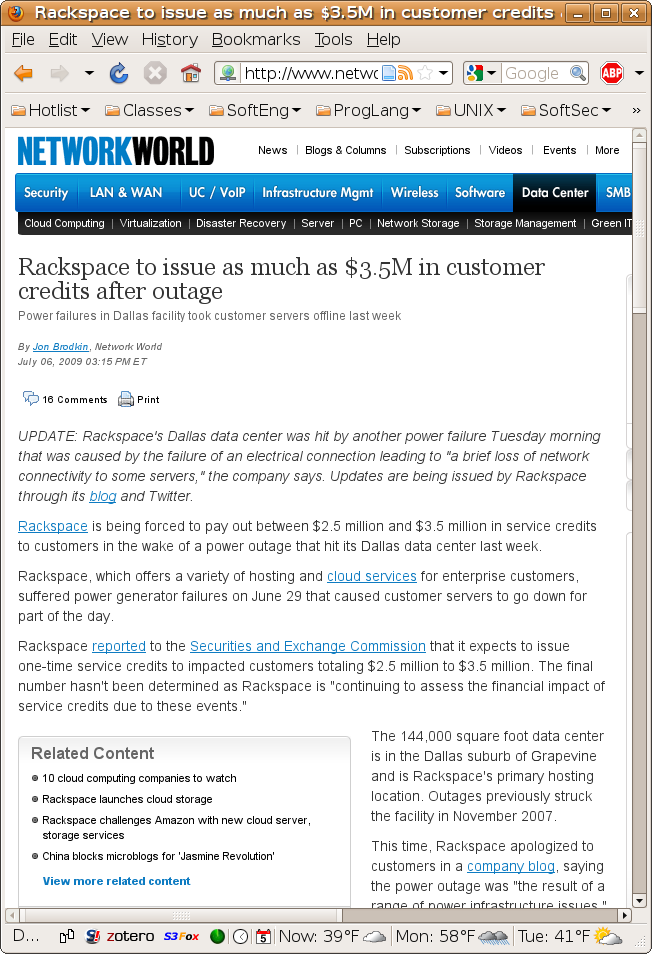 Rackspace to issue as much as $3.5M in customer credits
File Edit View History Bookmarks Tools Help
http://www.netwo Google ABP
Hotlist Classes SoftEng ProgLang UNIX SoftSec »
NETWORKWORLD News Blogs & Columns Subscriptions Videos Events More
Security LAN & WAN UC / VoIP Infrastructure Mgmt Wireless Software Data Center SMB
Cloud Computing Virtualization Disaster Recovery Server PC Network Storage Storage Management Green IT
Rackspace to issue as much as $3.5M in customer
credits after outage
Power failures in Dallas facility took customer servers offline last week
By Jon Brodkin, Network World
July 06, 2009 03:15 PM ET
16 Comments Print
UPDATE: Rackspace's Dallas data center was hit by another power failure Tuesday morning
that was caused by the failure of an electrical connection leading to "a brief loss of network
connectivity to some servers," the company says. Updates are being issued by Rackspace
through its blog and Twitter.
Rackspace is being forced to pay out between $2.5 million and $3.5 million in service credits
to customers in the wake of a power outage that hit its Dallas data center last week.
Rackspace, which offers a variety of hosting and cloud services for enterprise customers,
suffered power generator failures on June 29 that caused customer servers to go down for
part of the day.
Rackspace reported to the Securities and Exchange Commission that it expects to issue
one-time service credits to impacted customers totaling $2.5 million to $3.5 million. The final
number hasn't been determined as Rackspace is "continuing to assess the financial impact of
service credits due to these events."
Related Content
10 cloud computing companies to watch
Rackspace launches cloud storage
Rackspace challenges Amazon with new cloud server,
storage services
China blocks microblogs for 'Jasmine Revolution'
View more related content
The 144,000 square foot data center
is in the Dallas suburb of Grapevine
and is Rackspace's primary hosting
location. Outages previously struck
the facility in November 2007.
This time, Rackspace apologized to
customers in a company blog, saying
the power outage was "the result of a
range of power infrastructure issues."
D... zotero S3Fox 5 Now: 39°F Mon: 58°F Tue: 41°F